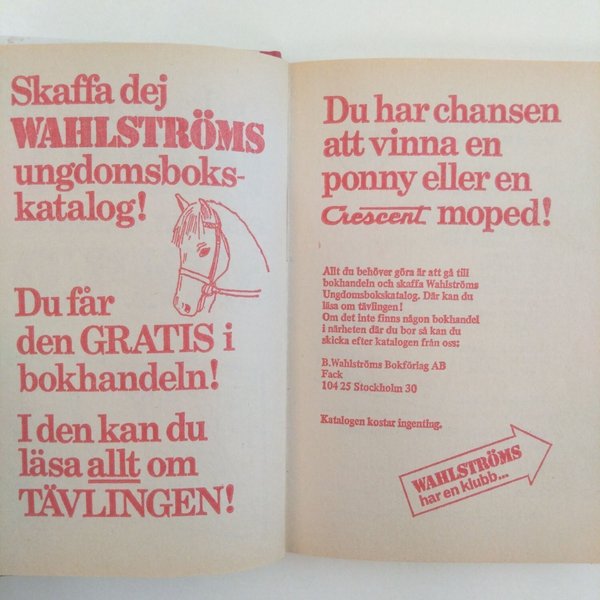 Skaffa dej
WAHLSTRÖMS
ungdomsboks-
katalog!
Du får
den GRATIS i
bokhandeln!
I den kan du
läsa allt om
TÄVLINGEN!
Du har chansen
att vinna en
ponny eller en
Crescent moped!
Allt du behöver göra är att gå till
bokhandeln och skaffa Wahlströms
Ungdomsbokskatalog. Där kan du
läsa om tävlingen!
Om det inte finns någon bokhandel
i närheten där du bor så kan du
skicka efter katalogen från oss:
B.Wahlströms Bokförlag AB
Fack
104 25 Stockholm 30
Katalogen kostar ingenting.
WAHLSTRÖMS
har en klubb...